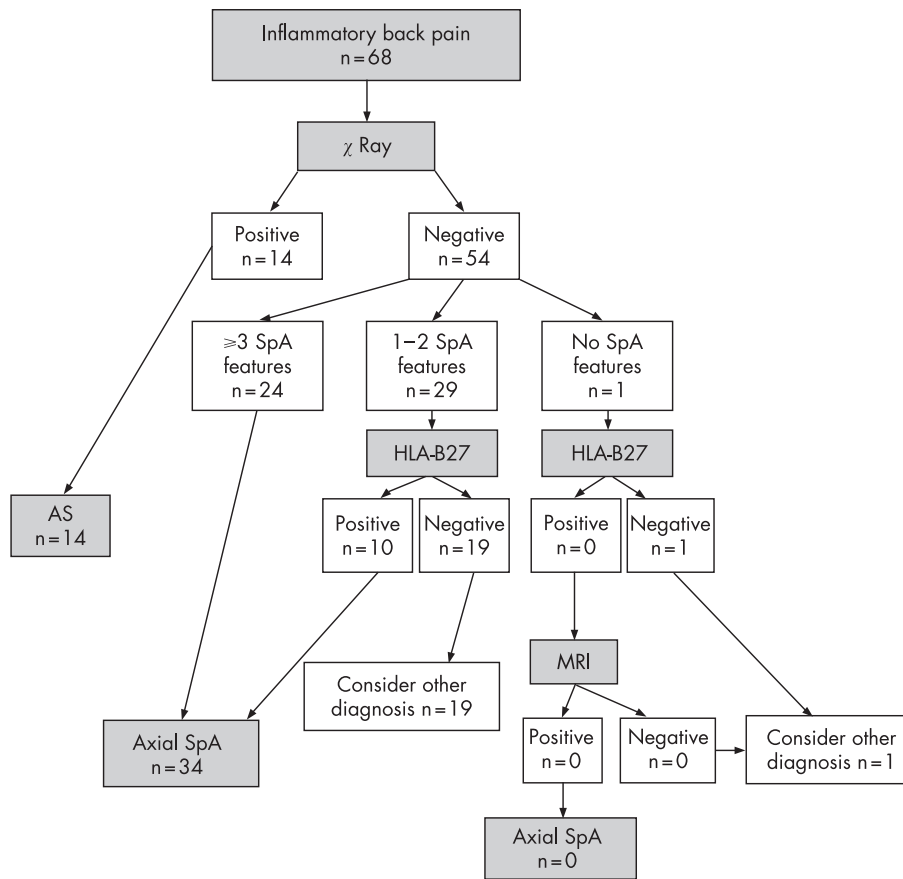 Inflammatory back pain
n=68
χ Ray
Positive
n=14
Negative
n=54
⩾3 SpA
features
n=24
1–2 SpA
features
n=29
No SpA
features
n=1
HLA-B27
HLA-B27
AS
n=14
Positive
n=10
Negative
n=19
Positive
n=0
Negative
n=1
MRI
Consider other
diagnosis n=19
Axial SpA
n=34
Positive
n=0
Negative
n=0
Consider other
diagnosis n=1
Axial SpA
n=0